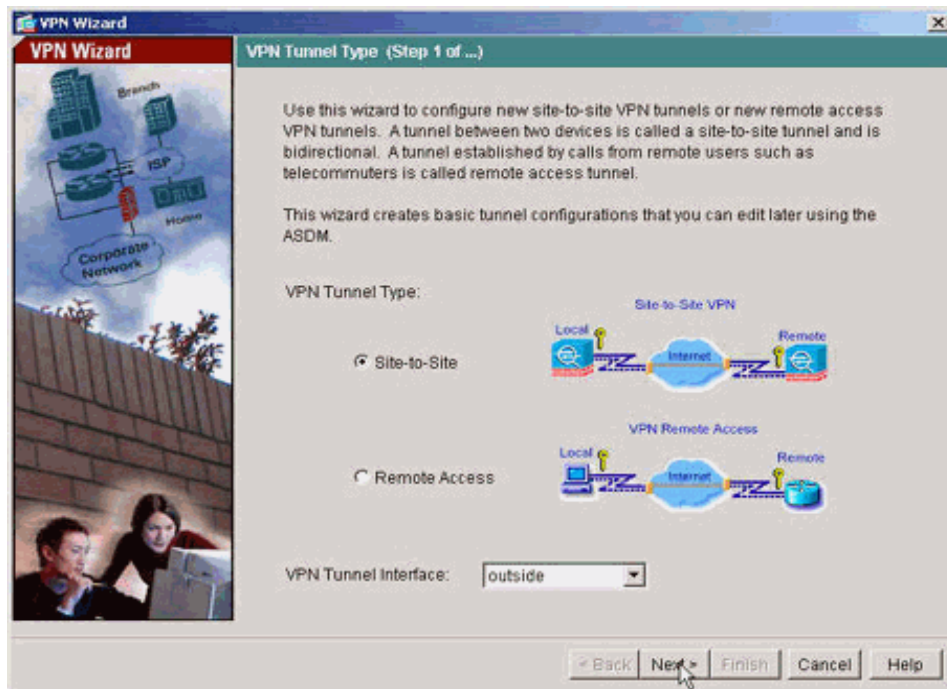 VPN Wizard
VPN Wizard
VPN Tunnel Type (Step 1 of ...)
Branch
ISP
Home
Corporate
Network
Use this wizard to configure new site-to-site VPN tunnels or new remote access
VPN tunnels. A tunnel between two devices is called a site-to-site tunnel and is
bidirectional. A tunnel established by calls from remote users such as
telecommuters is called remote access tunnel.
This wizard creates basic tunnel configurations that you can edit later using the
ASDM.
VPN Tunnel Type:
Site-to-Site VPN
Local
Remote
Internet
Site-to-Site
VPN Remote Access
Local
Remote
Internet
Remote Access
VPN Tunnel Interface: outside
< Back Next > Finish Cancel Help